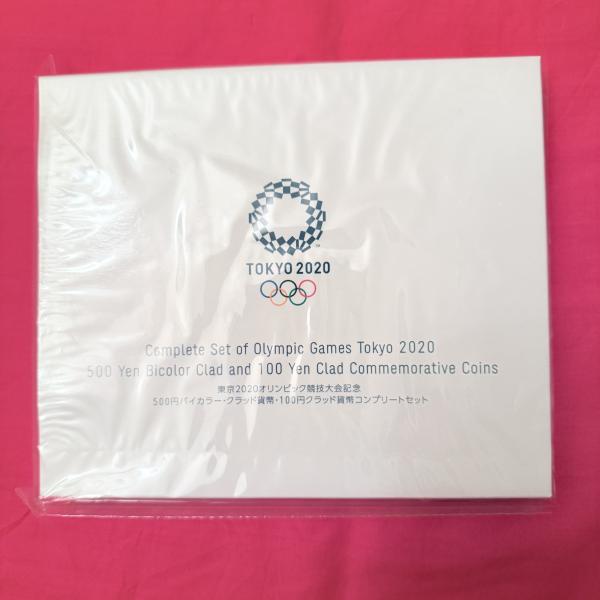 TOKYO 2020
Complete Set of Olympic Games Tokyo 2020
500 Yen Bicolor Clad and 100 Yen Clad Commemorative Coins
東京2020オリンピック競技大会記念
500円バイカラー・クラッド貨幣・100円クラッド貨幣コンプリートセット